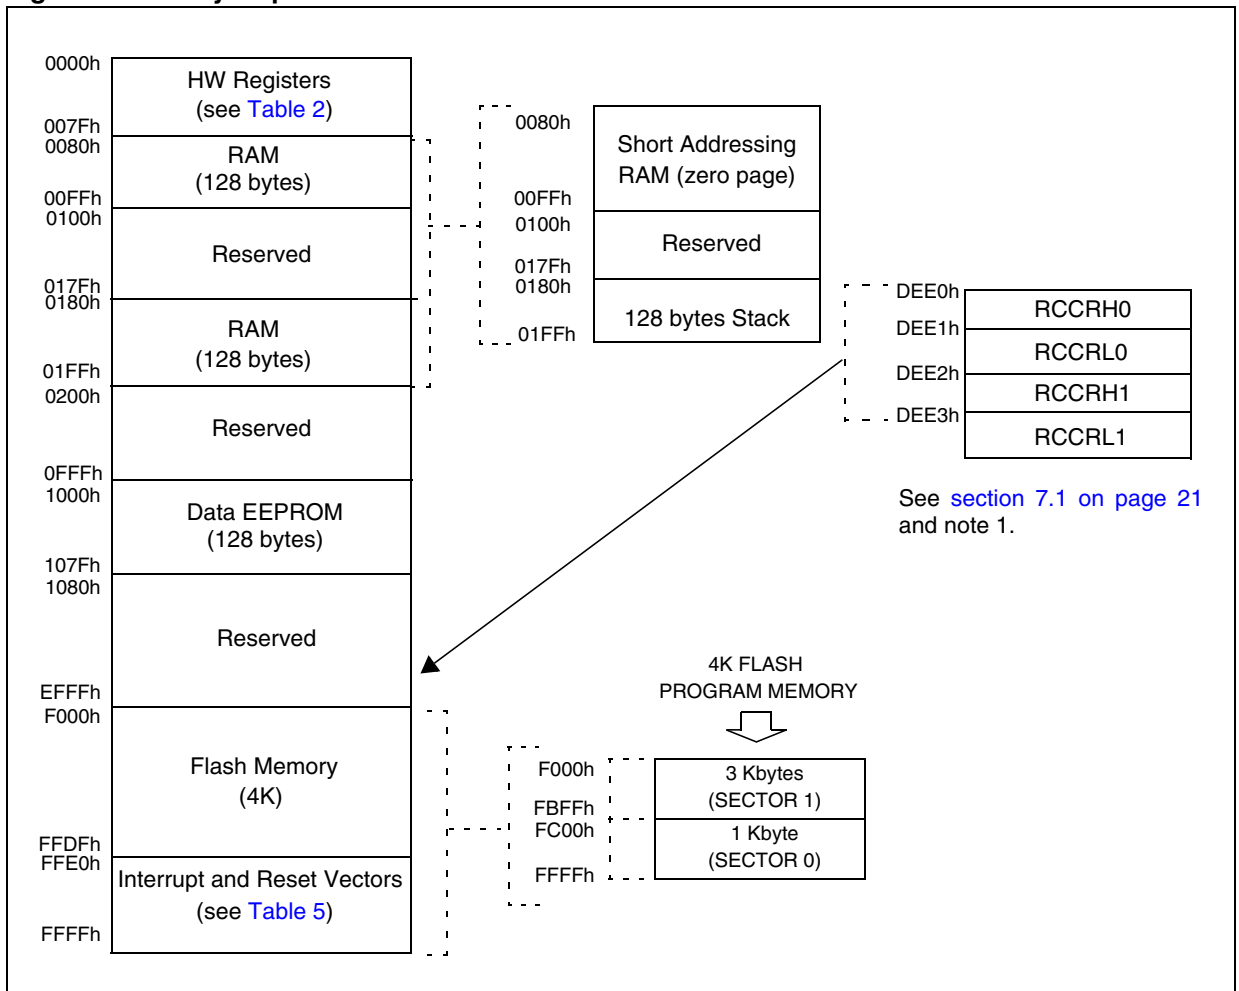 0000h
HW Registers
(see Table 2)
007Fh
0080h
RAM
(128 bytes)
00FFh
0100h
Reserved
017Fh
0180h
RAM
(128 bytes)
01FFh
0200h
Reserved
0FFFh
1000h
Data EEPROM
(128 bytes)
107Fh
1080h
Reserved
EFFFh
F000h
Flash Memory
(4K)
FFDFh
FFE0h
Interrupt and Reset Vectors
(see Table 5)
FFFFh
0080h
Short Addressing
RAM (zero page)
00FFh
0100h
Reserved
017Fh
0180h
128 bytes Stack
01FFh
DEE0h
RCCRH0
DEE1h
RCCRL0
DEE2h
RCCRH1
DEE3h
RCCRL1
See section 7.1 on page 21
and note 1.
4K FLASH
PROGRAM MEMORY
F000h
3 Kbytes
(SECTOR 1)
FBFFh
FC00h
1 Kbyte
(SECTOR 0)
FFFFh